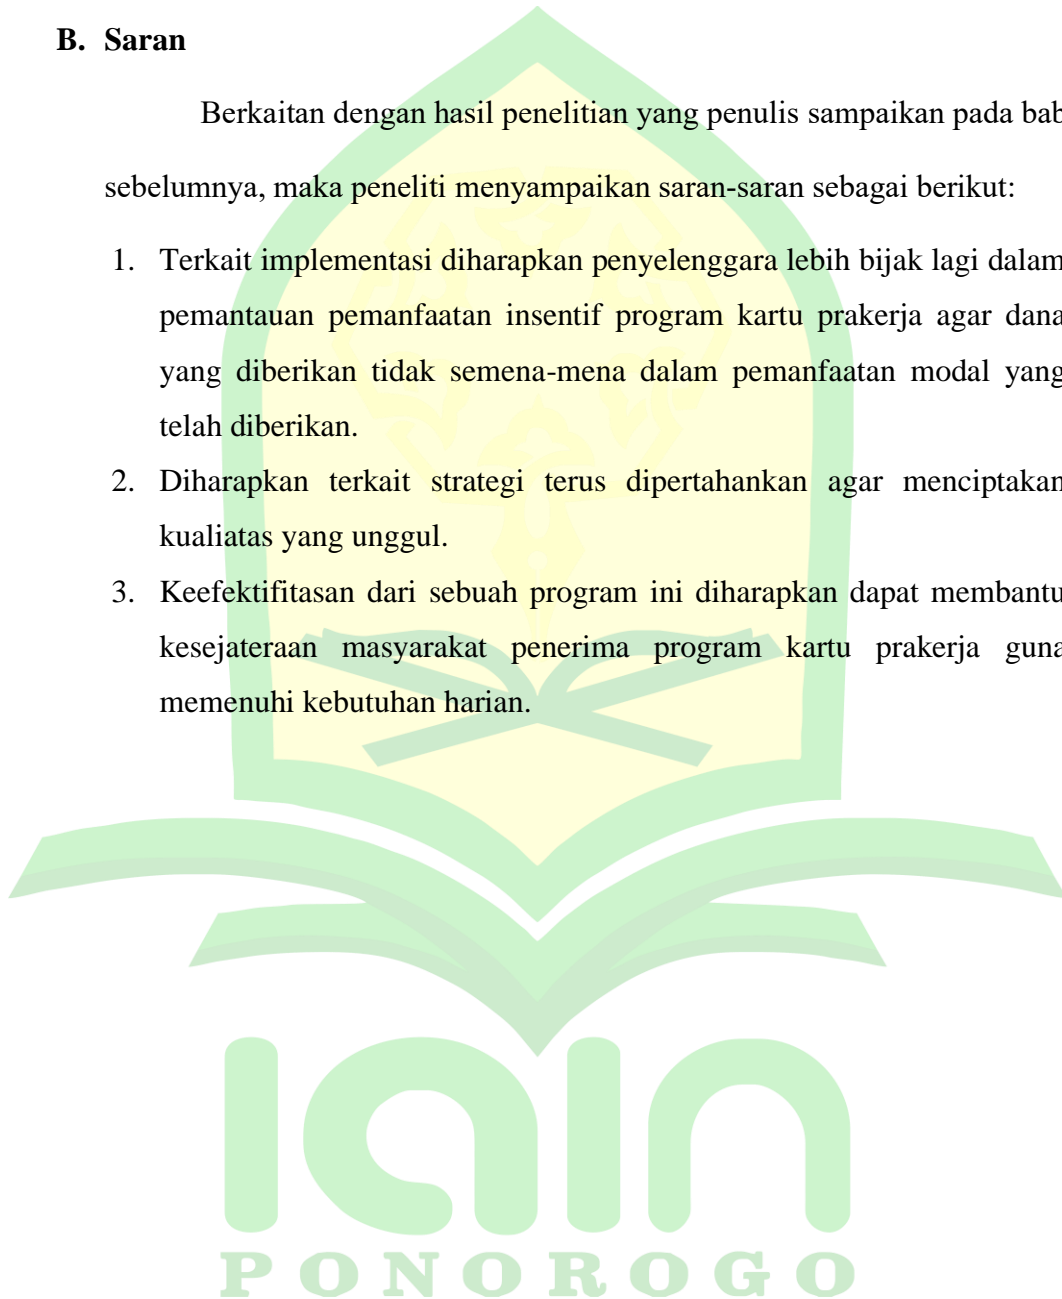 B. Saran
Berkaitan dengan hasil penelitian yang penulis sampaikan pada bab
sebelumnya, maka peneliti menyampaikan saran-saran sebagai berikut:
1. Terkait implementasi diharapkan penyelenggara lebih bijak lagi dalam
pemantauan pemanfaatan insentif program kartu prakerja agar dana
yang diberikan tidak semena-mena dalam pemanfaatan modal yang
telah diberikan.
2. Diharapkan terkait strategi terus dipertahankan agar menciptakan
kualiatas yang unggul.
3. Keefektifitasan dari sebuah program ini diharapkan dapat membantu
kesejateraan masyarakat penerima program kartu prakerja guna
memenuhi kebutuhan harian.
iain
PONOROGO